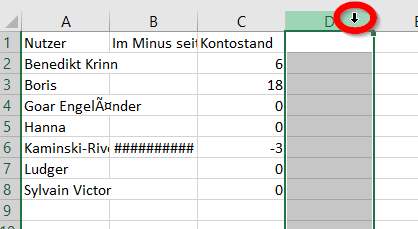 A B C D
1 Nutzer Im Minus seit Kontostand
2 Benedikt Krinn 6
3 Boris 18
4 Goar EngelÃ¤nder 0
5 Hanna 0
6 Kaminski-Rive ########## -3
7 Ludger 0
8 Sylvain Victor 0
9